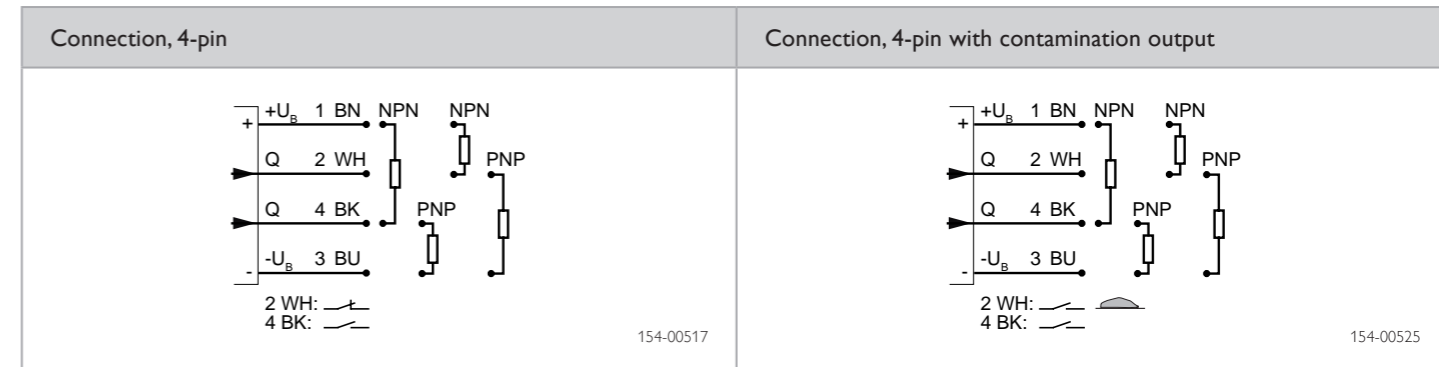 Connection, 4-pin
+U_B 1 BN NPN NPN
+
Q 2 WH PNP
Q 4 BK PNP
-U_B 3 BU
-
2 WH:
4 BK:
154-00517
Connection, 4-pin with contamination output
+U_B 1 BN NPN NPN
+
Q 2 WH PNP
Q 4 BK PNP
-U_B 3 BU
-
2 WH:
4 BK:
154-00525